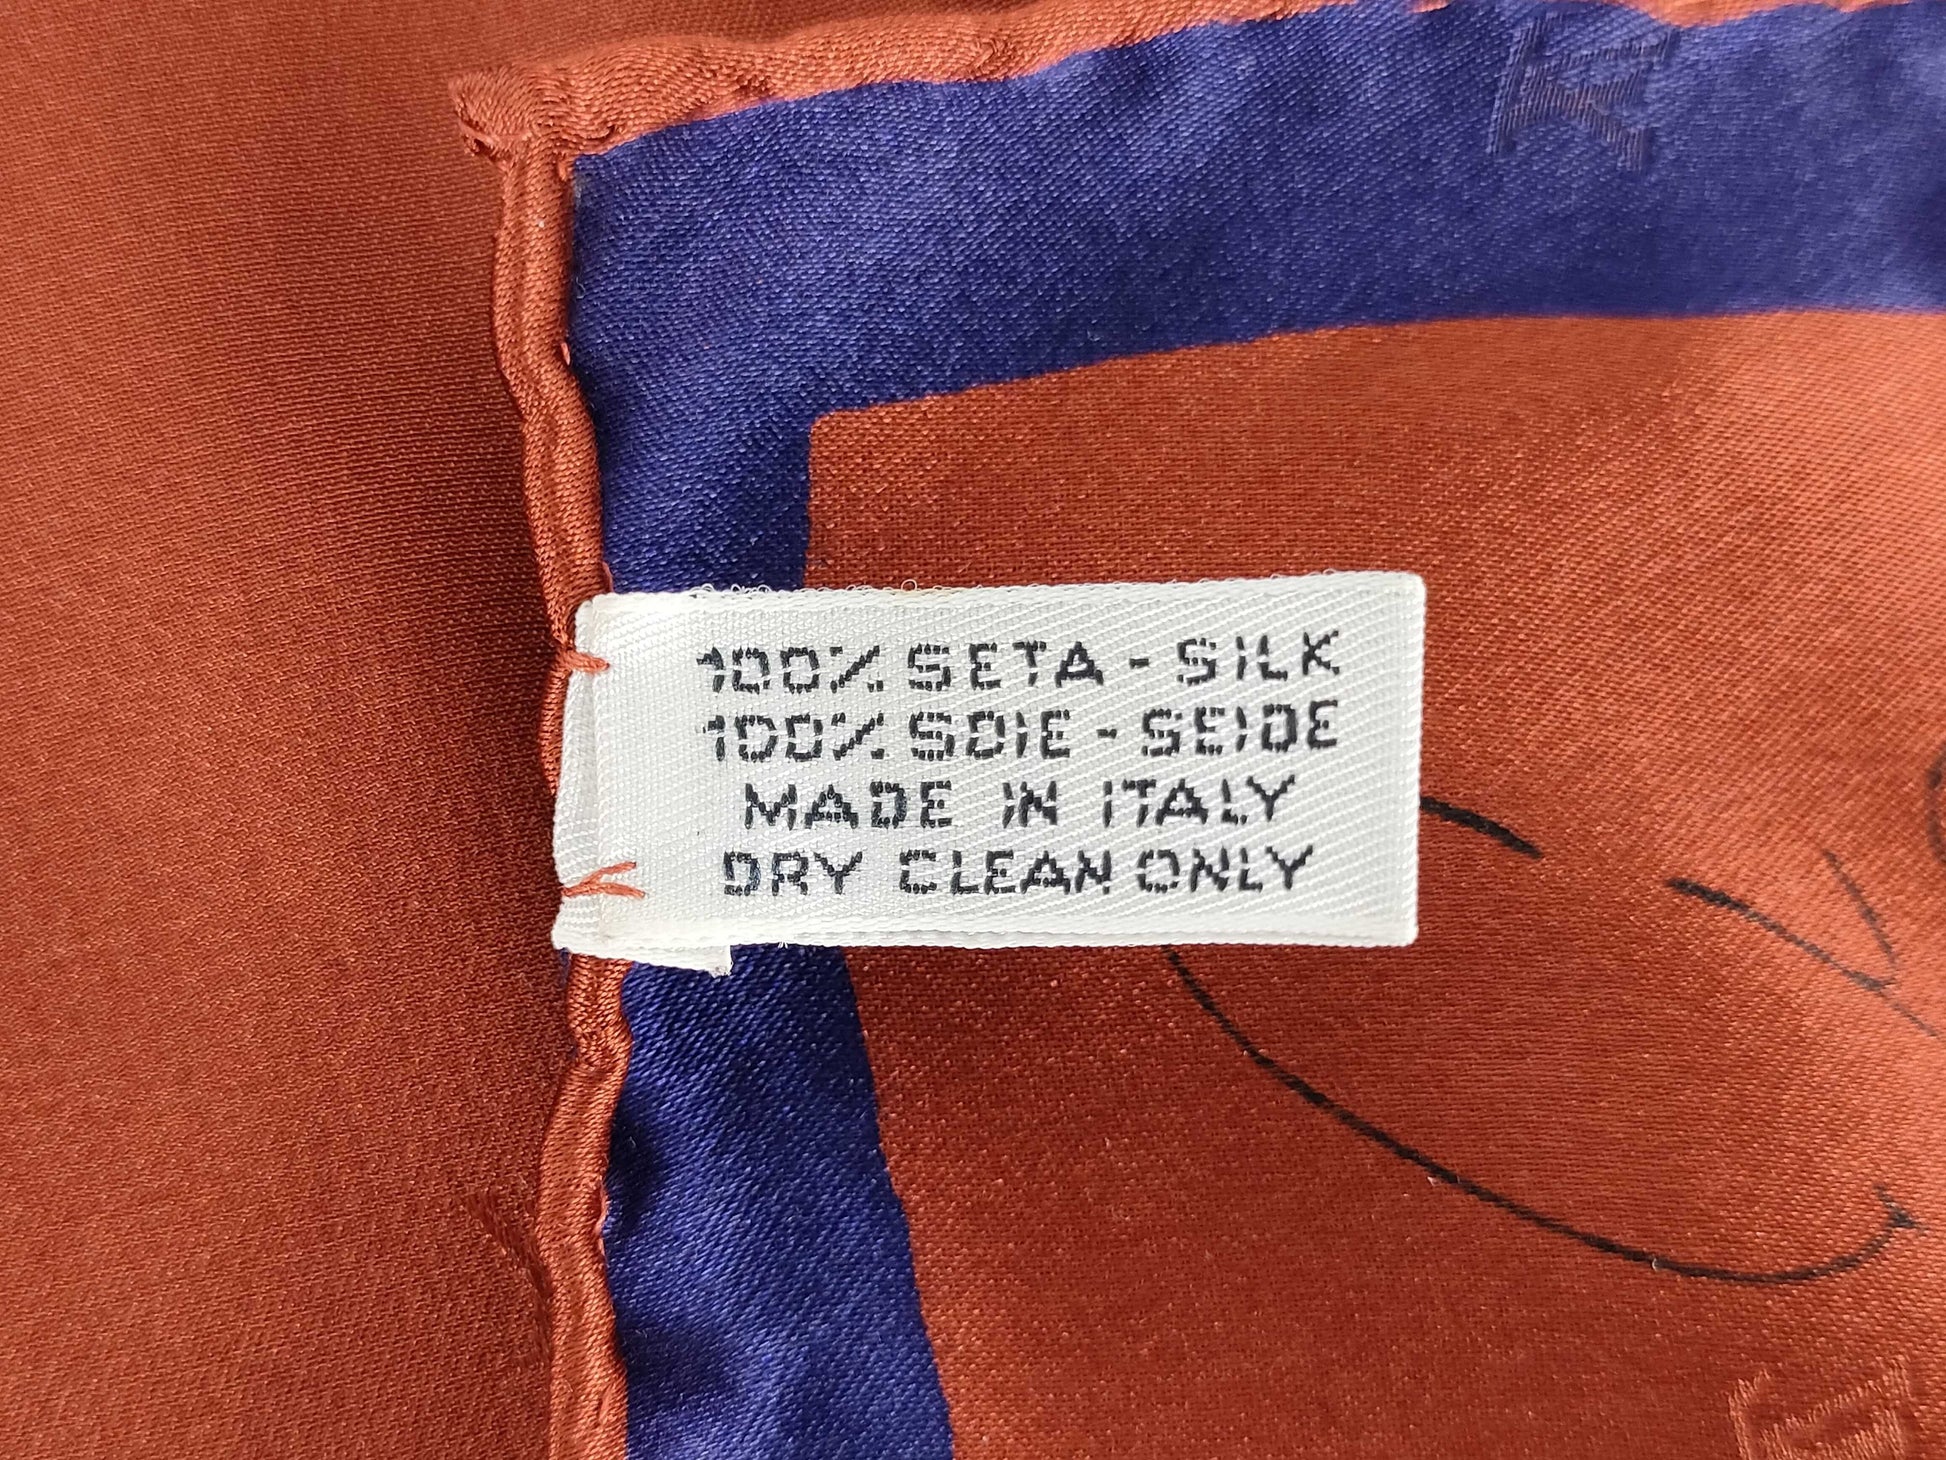 100% SETA - SILK
100% SOIE - SEIDE
MADE IN ITALY
DRY CLEAN ONLY